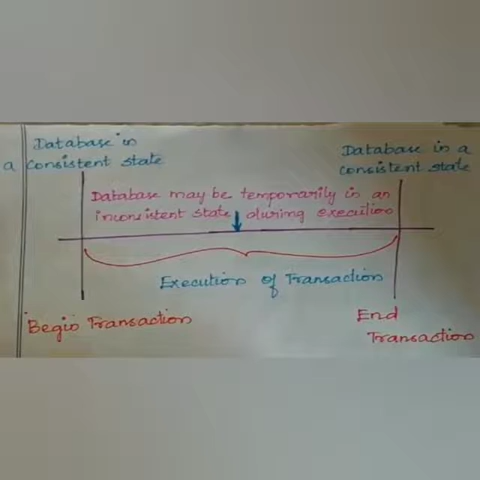 Database in
a consistent state
Database in a
consistent state
Database may be temporarily in an
inconsistent state during execution
Execution of Transaction
Begin Transaction
End
Transaction